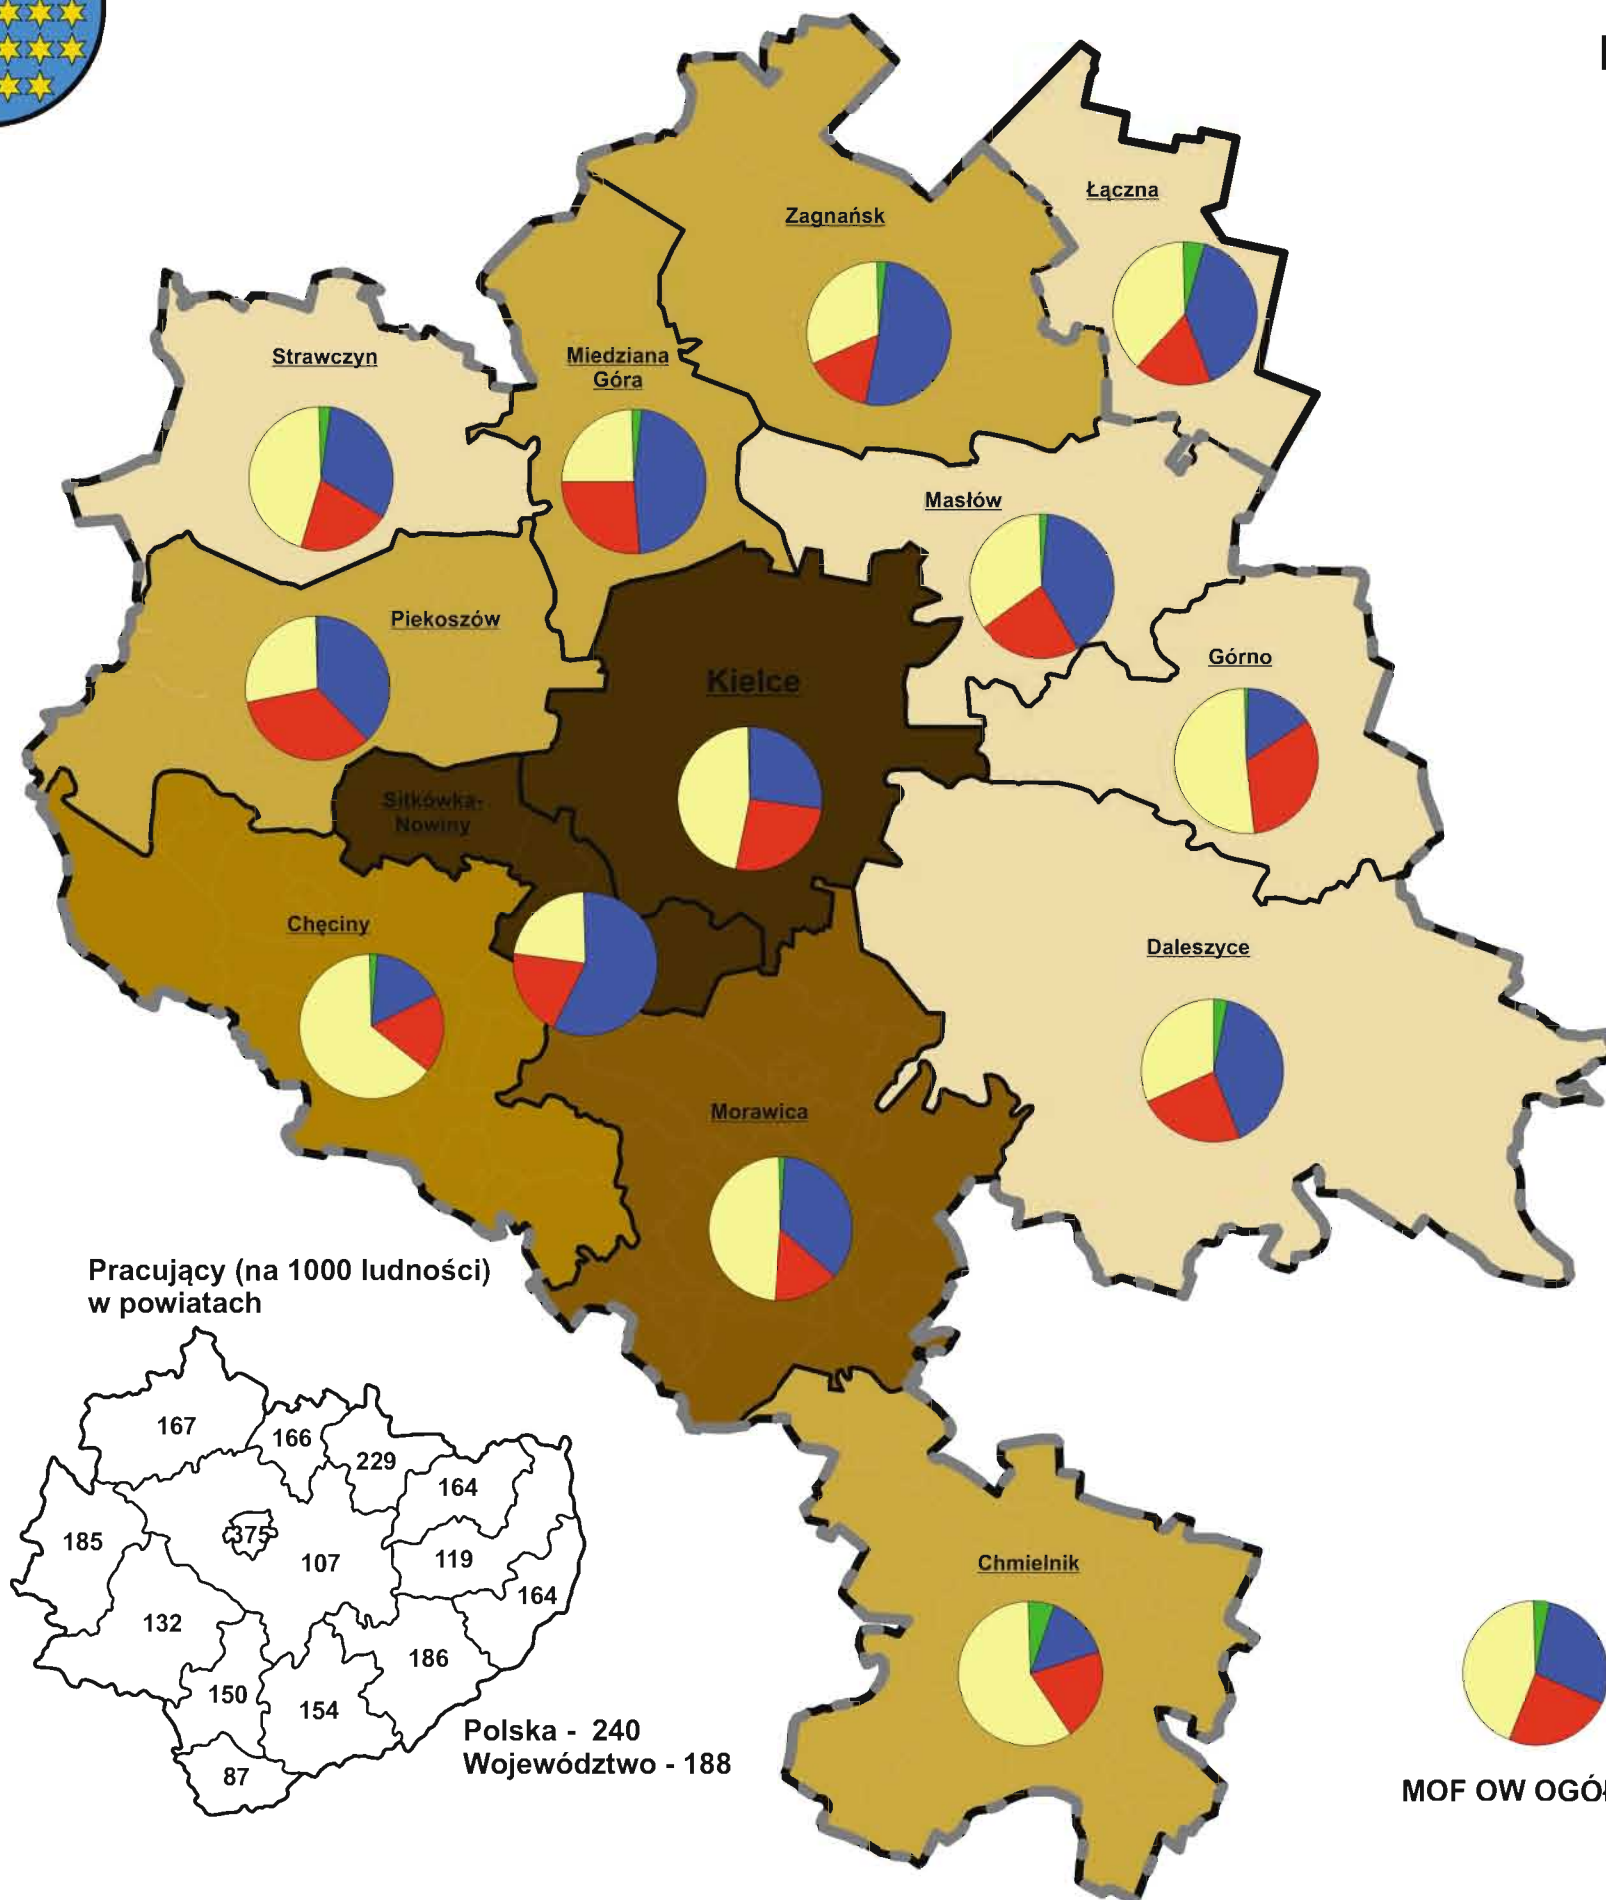 Łączna
Zagnańsk
Strawczyn
Miedziana
Góra
Masłów
Piekoszów
Górno
Kielce
Sitkówka-
Nowiny
Chęciny
Daleszyce
Morawica
Pracujący (na 1000 ludności)
w powiatach
167
166
229
164
185
375
107
119
164
132
186
150
154
87
Polska - 240
Województwo - 188
Chmielnik
MOF OW